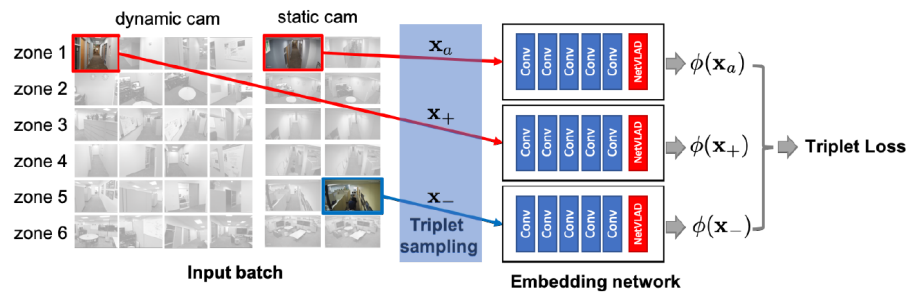 dynamic cam
static cam
zone 1
zone 2
zone 3
zone 4
zone 5
zone 6
Input batch
x_a
x_+
x_−
Triplet
sampling
Conv Conv Conv Conv Conv NetVLAD
Conv Conv Conv Conv Conv NetVLAD
Conv Conv Conv Conv Conv NetVLAD
Embedding network
ϕ(x_a)
ϕ(x_+)
ϕ(x_−)
Triplet Loss